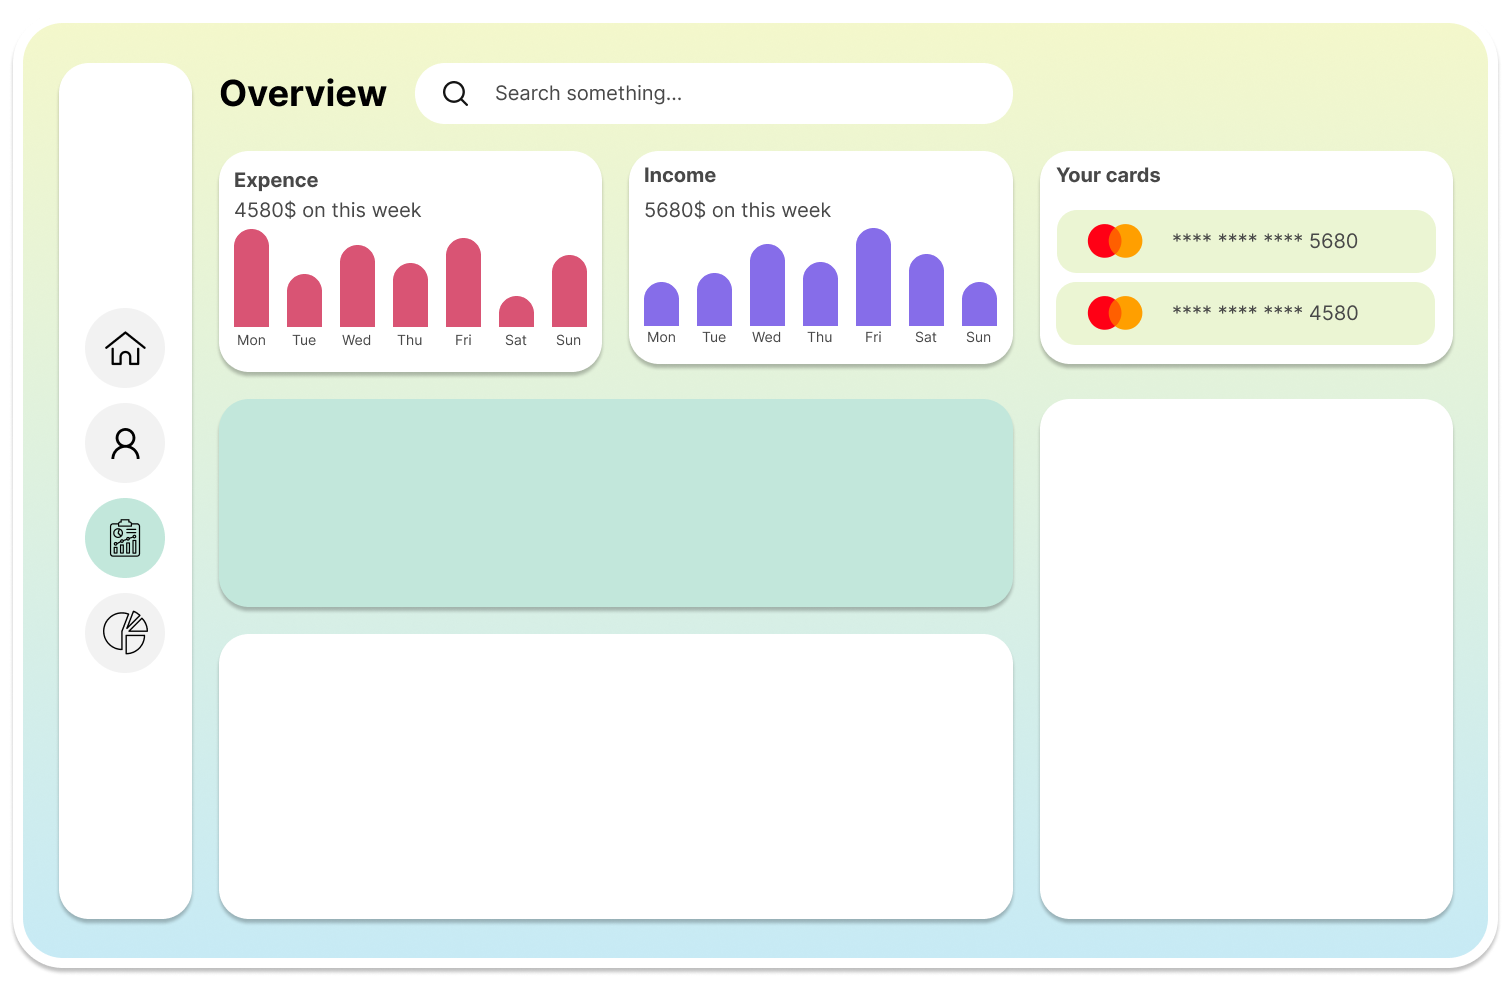 Overview
Search something...
Expence
4580$ on this week
Mon Tue Wed Thu Fri Sat Sun
Income
5680$ on this week
Mon Tue Wed Thu Fri Sat Sun
Your cards
**** **** **** 5680
**** **** **** 4580